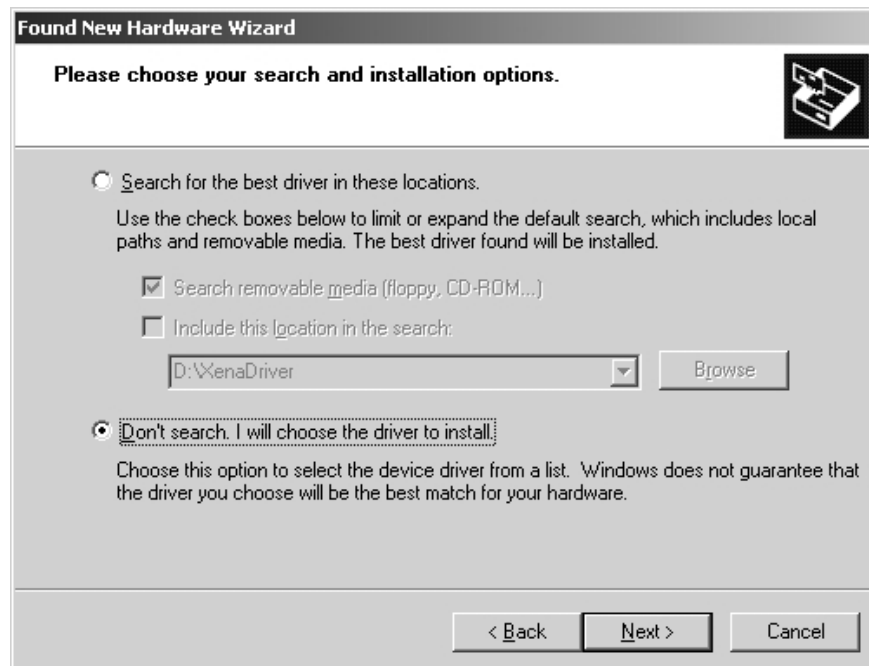 Found New Hardware Wizard
Please choose your search and installation options.
Search for the best driver in these locations.
Use the check boxes below to limit or expand the default search, which includes local
paths and removable media. The best driver found will be installed.
Search removable media (floppy, CD-ROM...)
Include this location in the search:
D:\XenaDriver
Browse
Don't search. I will choose the driver to install.
Choose this option to select the device driver from a list. Windows does not guarantee that
the driver you choose will be the best match for your hardware.
< Back Next > Cancel